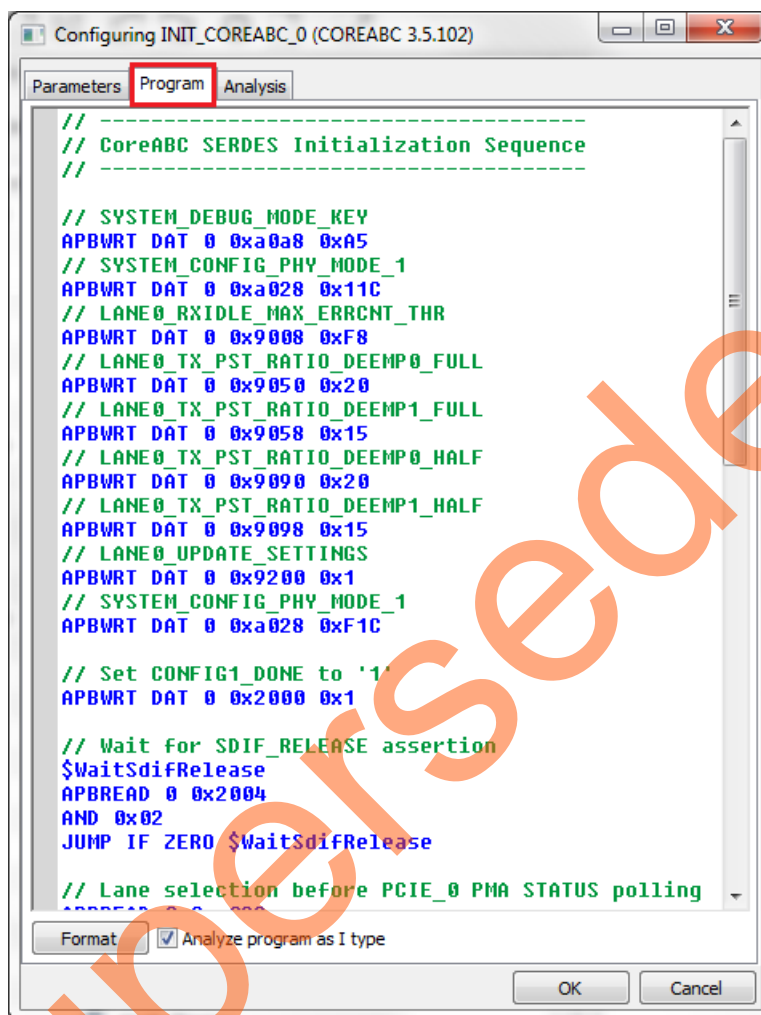 Configuring INIT_COREABC_0 (COREABC 3.5.102)
Parameters Program Analysis
// ---------------------------------------
// CoreABC SERDES Initialization Sequence
// ---------------------------------------
// SYSTEM_DEBUG_MODE_KEY
APBWRT DAT 0 0xa0a8 0xA5
// SYSTEM_CONFIG_PHY_MODE_1
APBWRT DAT 0 0xa028 0x11C
// LANE0_RXIDLE_MAX_ERRCNT_THR
APBWRT DAT 0 0x9008 0xF8
// LANE0_TX_PST_RATIO_DEEMP0_FULL
APBWRT DAT 0 0x9050 0x20
// LANE0_TX_PST_RATIO_DEEMP1_FULL
APBWRT DAT 0 0x9058 0x15
// LANE0_TX_PST_RATIO_DEEMP0_HALF
APBWRT DAT 0 0x9090 0x20
// LANE0_TX_PST_RATIO_DEEMP1_HALF
APBWRT DAT 0 0x9098 0x15
// LANE0_UPDATE_SETTINGS
APBWRT DAT 0 0x9200 0x1
// SYSTEM_CONFIG_PHY_MODE_1
APBWRT DAT 0 0xa028 0xF1C
// Set CONFIG1_DONE to '1'
APBWRT DAT 0 0x2000 0x1
// Wait for SDIF_RELEASE assertion
$WaitSdifRelease
APBREAD 0 0x2004
AND 0x02
JUMP IF ZERO $WaitSdifRelease
// Lane selection before PCIE_0 PMA STATUS polling
Format Analyze program as I type
OK Cancel